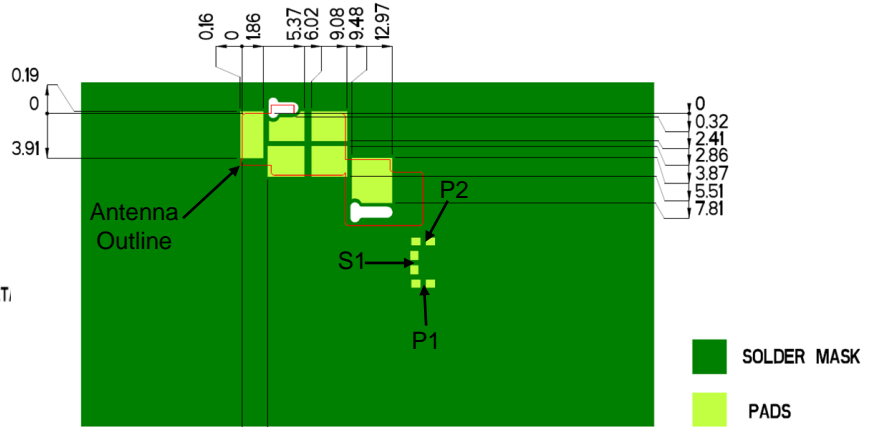 0.16
0
1.86
5.37
6.02
9.08
9.48
12.97
0.19
0
3.91
0
0.32
2.41
2.86
3.87
5.51
7.81
Antenna
Outline
P2
S1
P1
SOLDER MASK
PADS